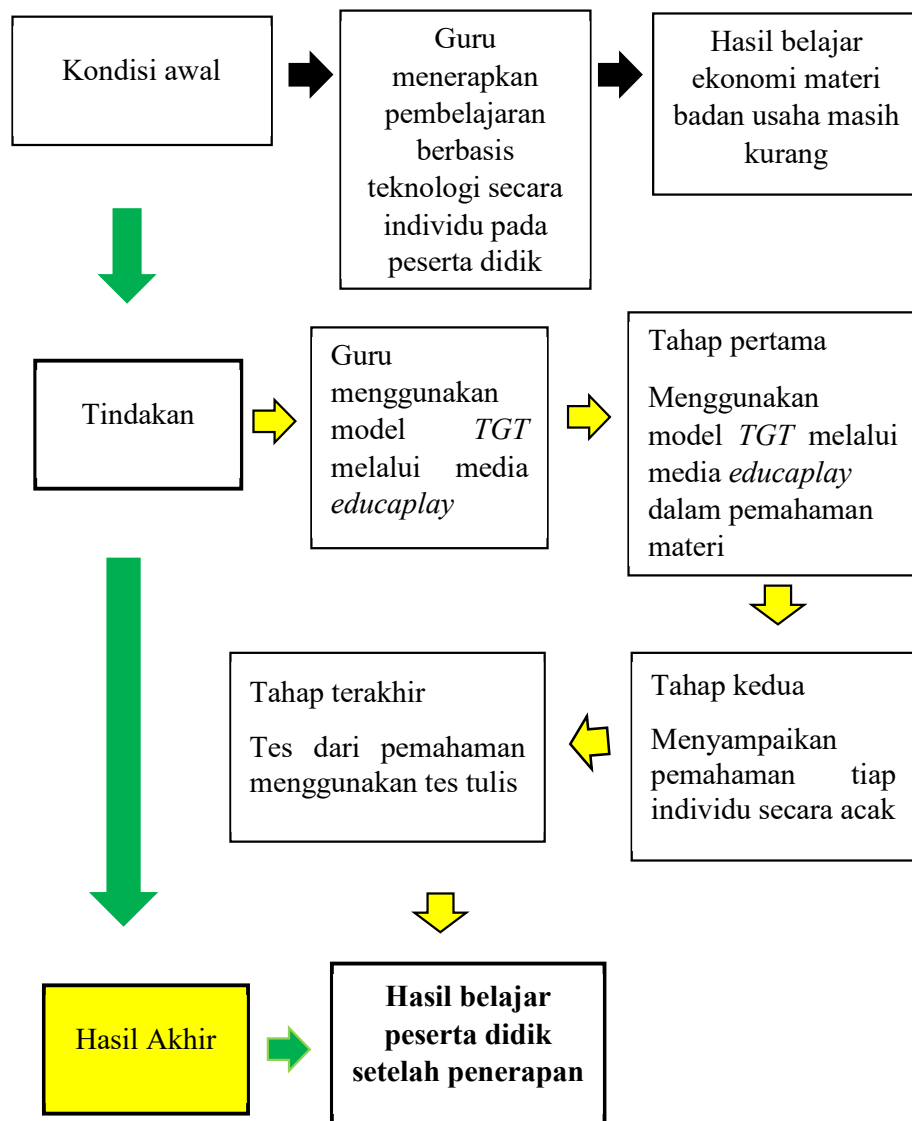 Kondisi awal
Guru
menerapkan
pembelajaran
berbasis
teknologi secara
individu pada
peserta didik
Hasil belajar
ekonomi materi
badan usaha masih
kurang
Tindakan
Guru
menggunakan
model TGT
melalui media
educaplay
Tahap pertama
Menggunakan
model TGT melalui
media educaplay
dalam pemahaman
materi
Tahap kedua
Menyampaikan
pemahaman tiap
individu secara acak
Tahap terakhir
Tes dari pemahaman
menggunakan tes tulis
Hasil Akhir
Hasil belajar
peserta didik
setelah penerapan